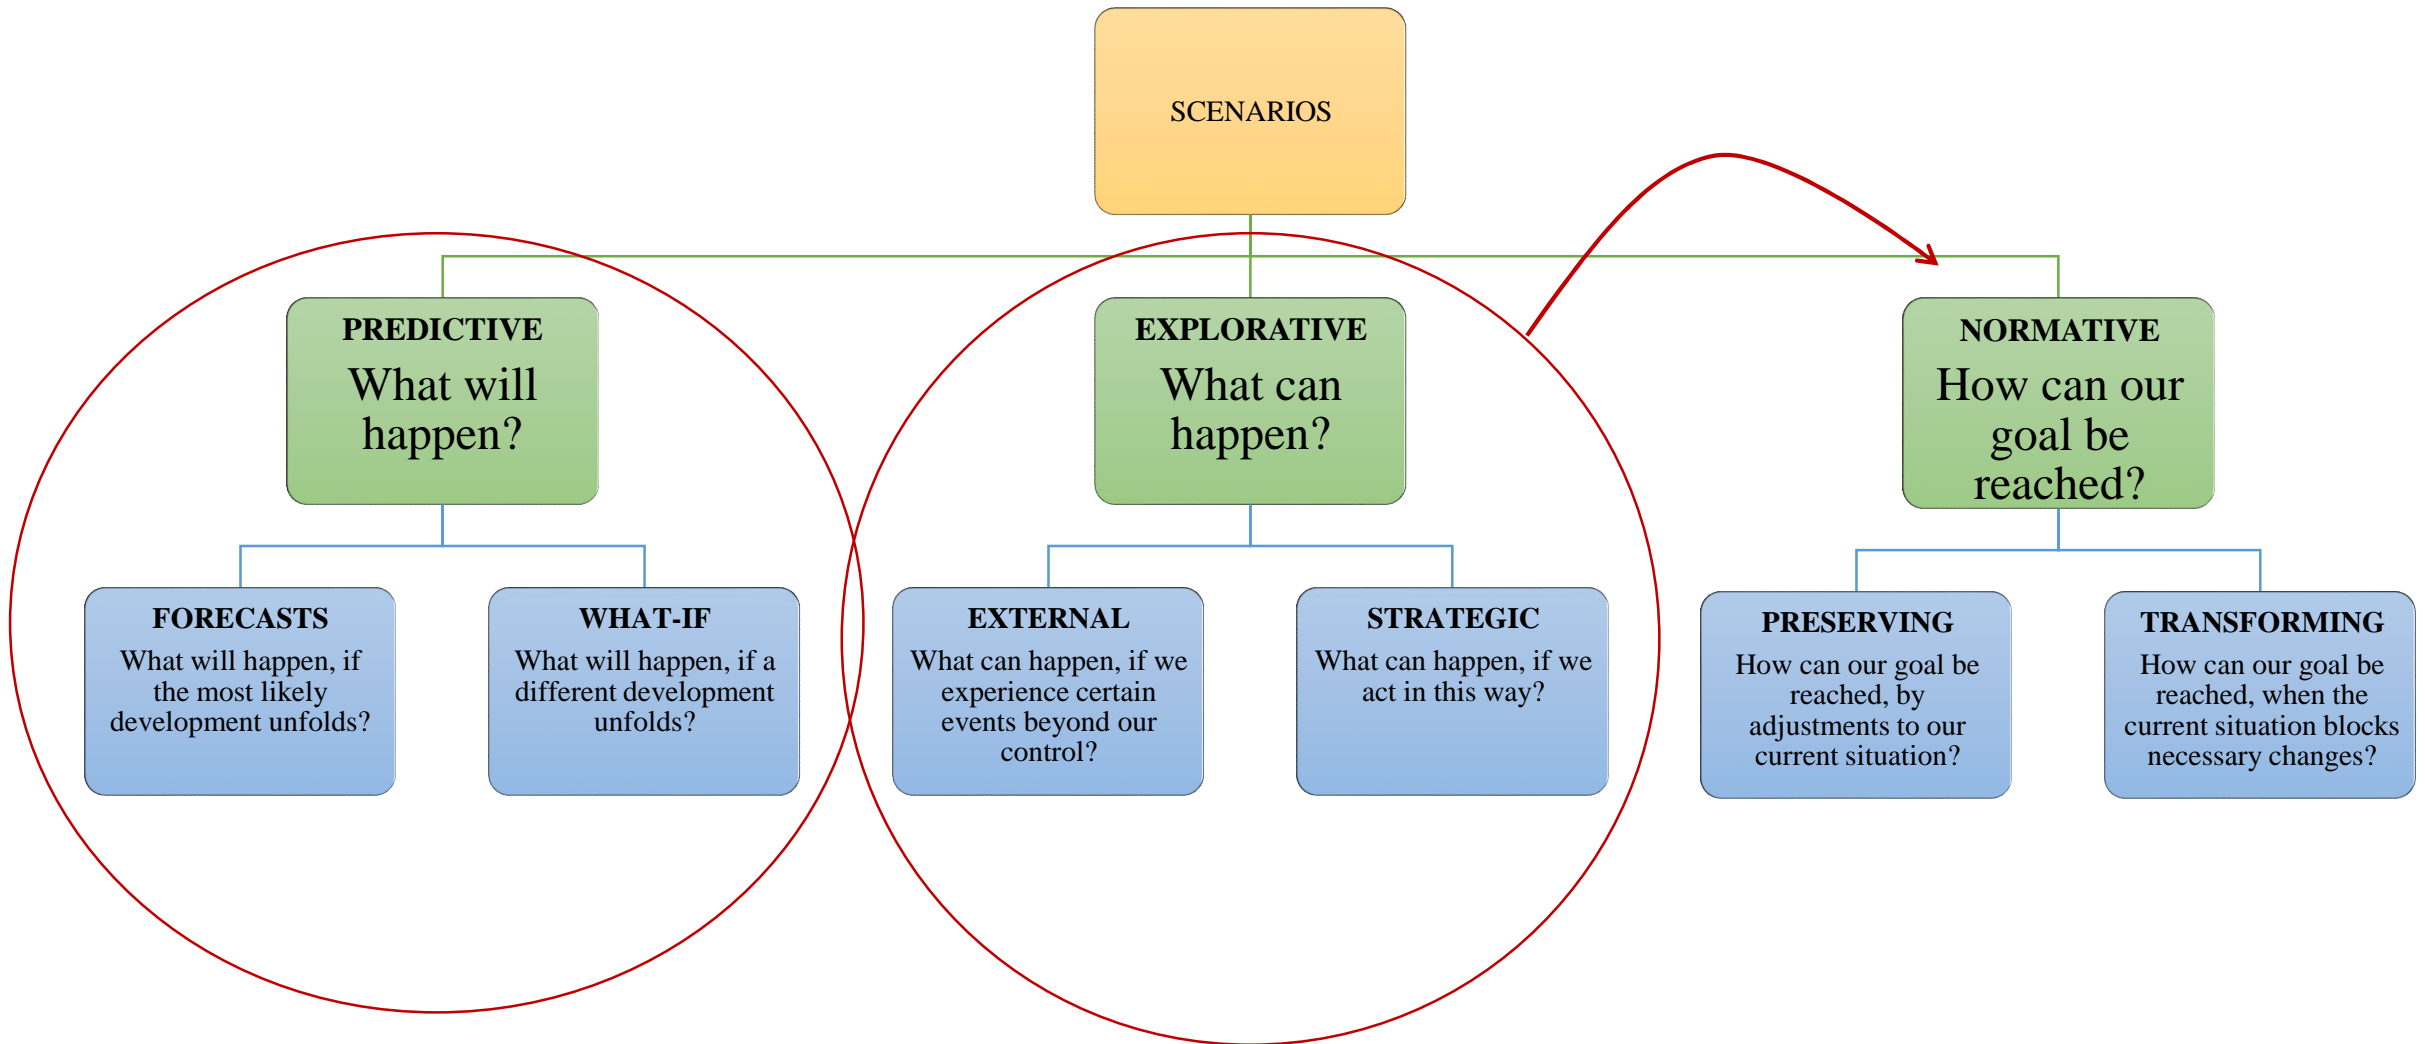 SCENARIOS
PREDICTIVE
What will
happen?
EXPLORATIVE
What can
happen?
NORMATIVE
How can our
goal be
reached?
FORECASTS
What will happen, if
the most likely
development unfolds?
WHAT-IF
What will happen, if a
different development
unfolds?
EXTERNAL
What can happen, if we
experience certain
events beyond our
control?
STRATEGIC
What can happen, if we
act in this way?
PRESERVING
How can our goal be
reached, by
adjustments to our
current situation?
TRANSFORMING
How can our goal be
reached, when the
current situation blocks
necessary changes?